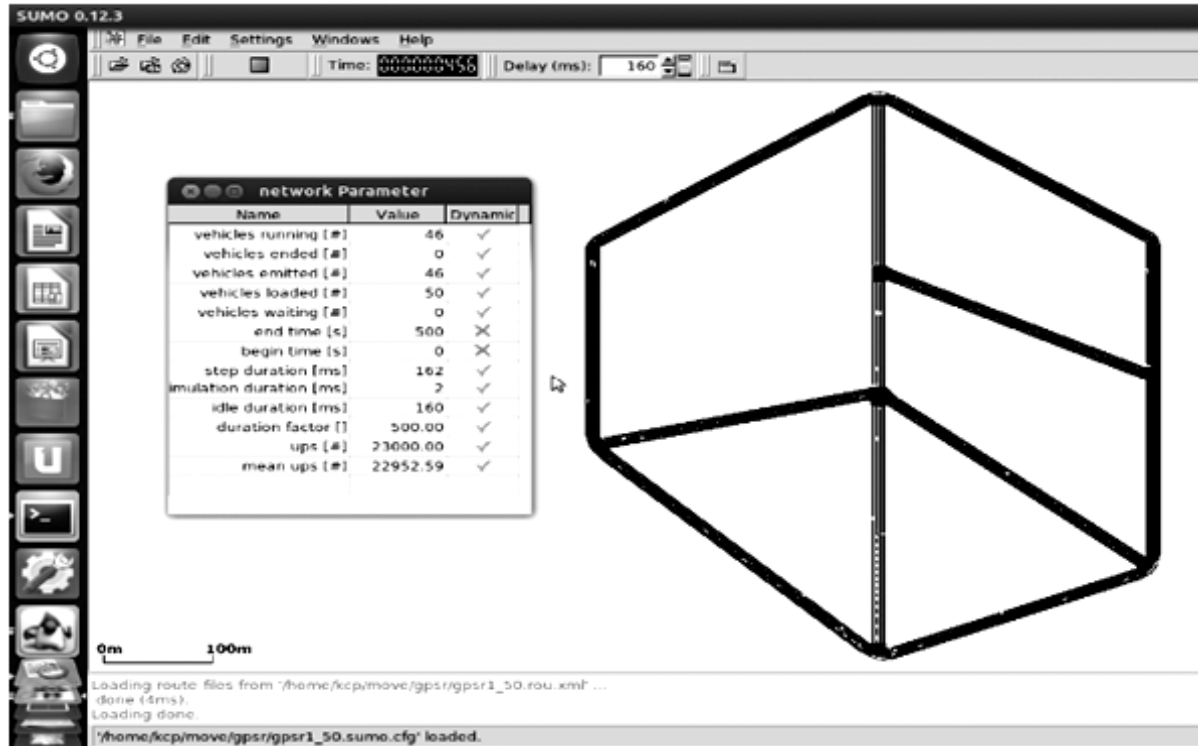 SUMO 0.12.3
File Edit Settings Windows Help
Time: 000000456 Delay (ms): 160
network Parameter
Name Value Dynamic
vehicles running [#] 46
vehicles ended [#] 0
vehicles emitted [#] 46
vehicles loaded [#] 50
vehicles waiting [#] 0
end time [s] 500
begin time [s] 0
step duration [ms] 162
imulation duration [ms] 2
idle duration [ms] 160
duration factor [] 500.00
ups [#] 23000.00
mean ups [#] 22952.59
0m 100m
Loading route files from '/home/kcp/move/gpsr/gpsr1_50.rou.xml' ...
done (4ms).
Loading done.
'/home/kcp/move/gpsr/gpsr1_50.sumo.cfg' loaded.